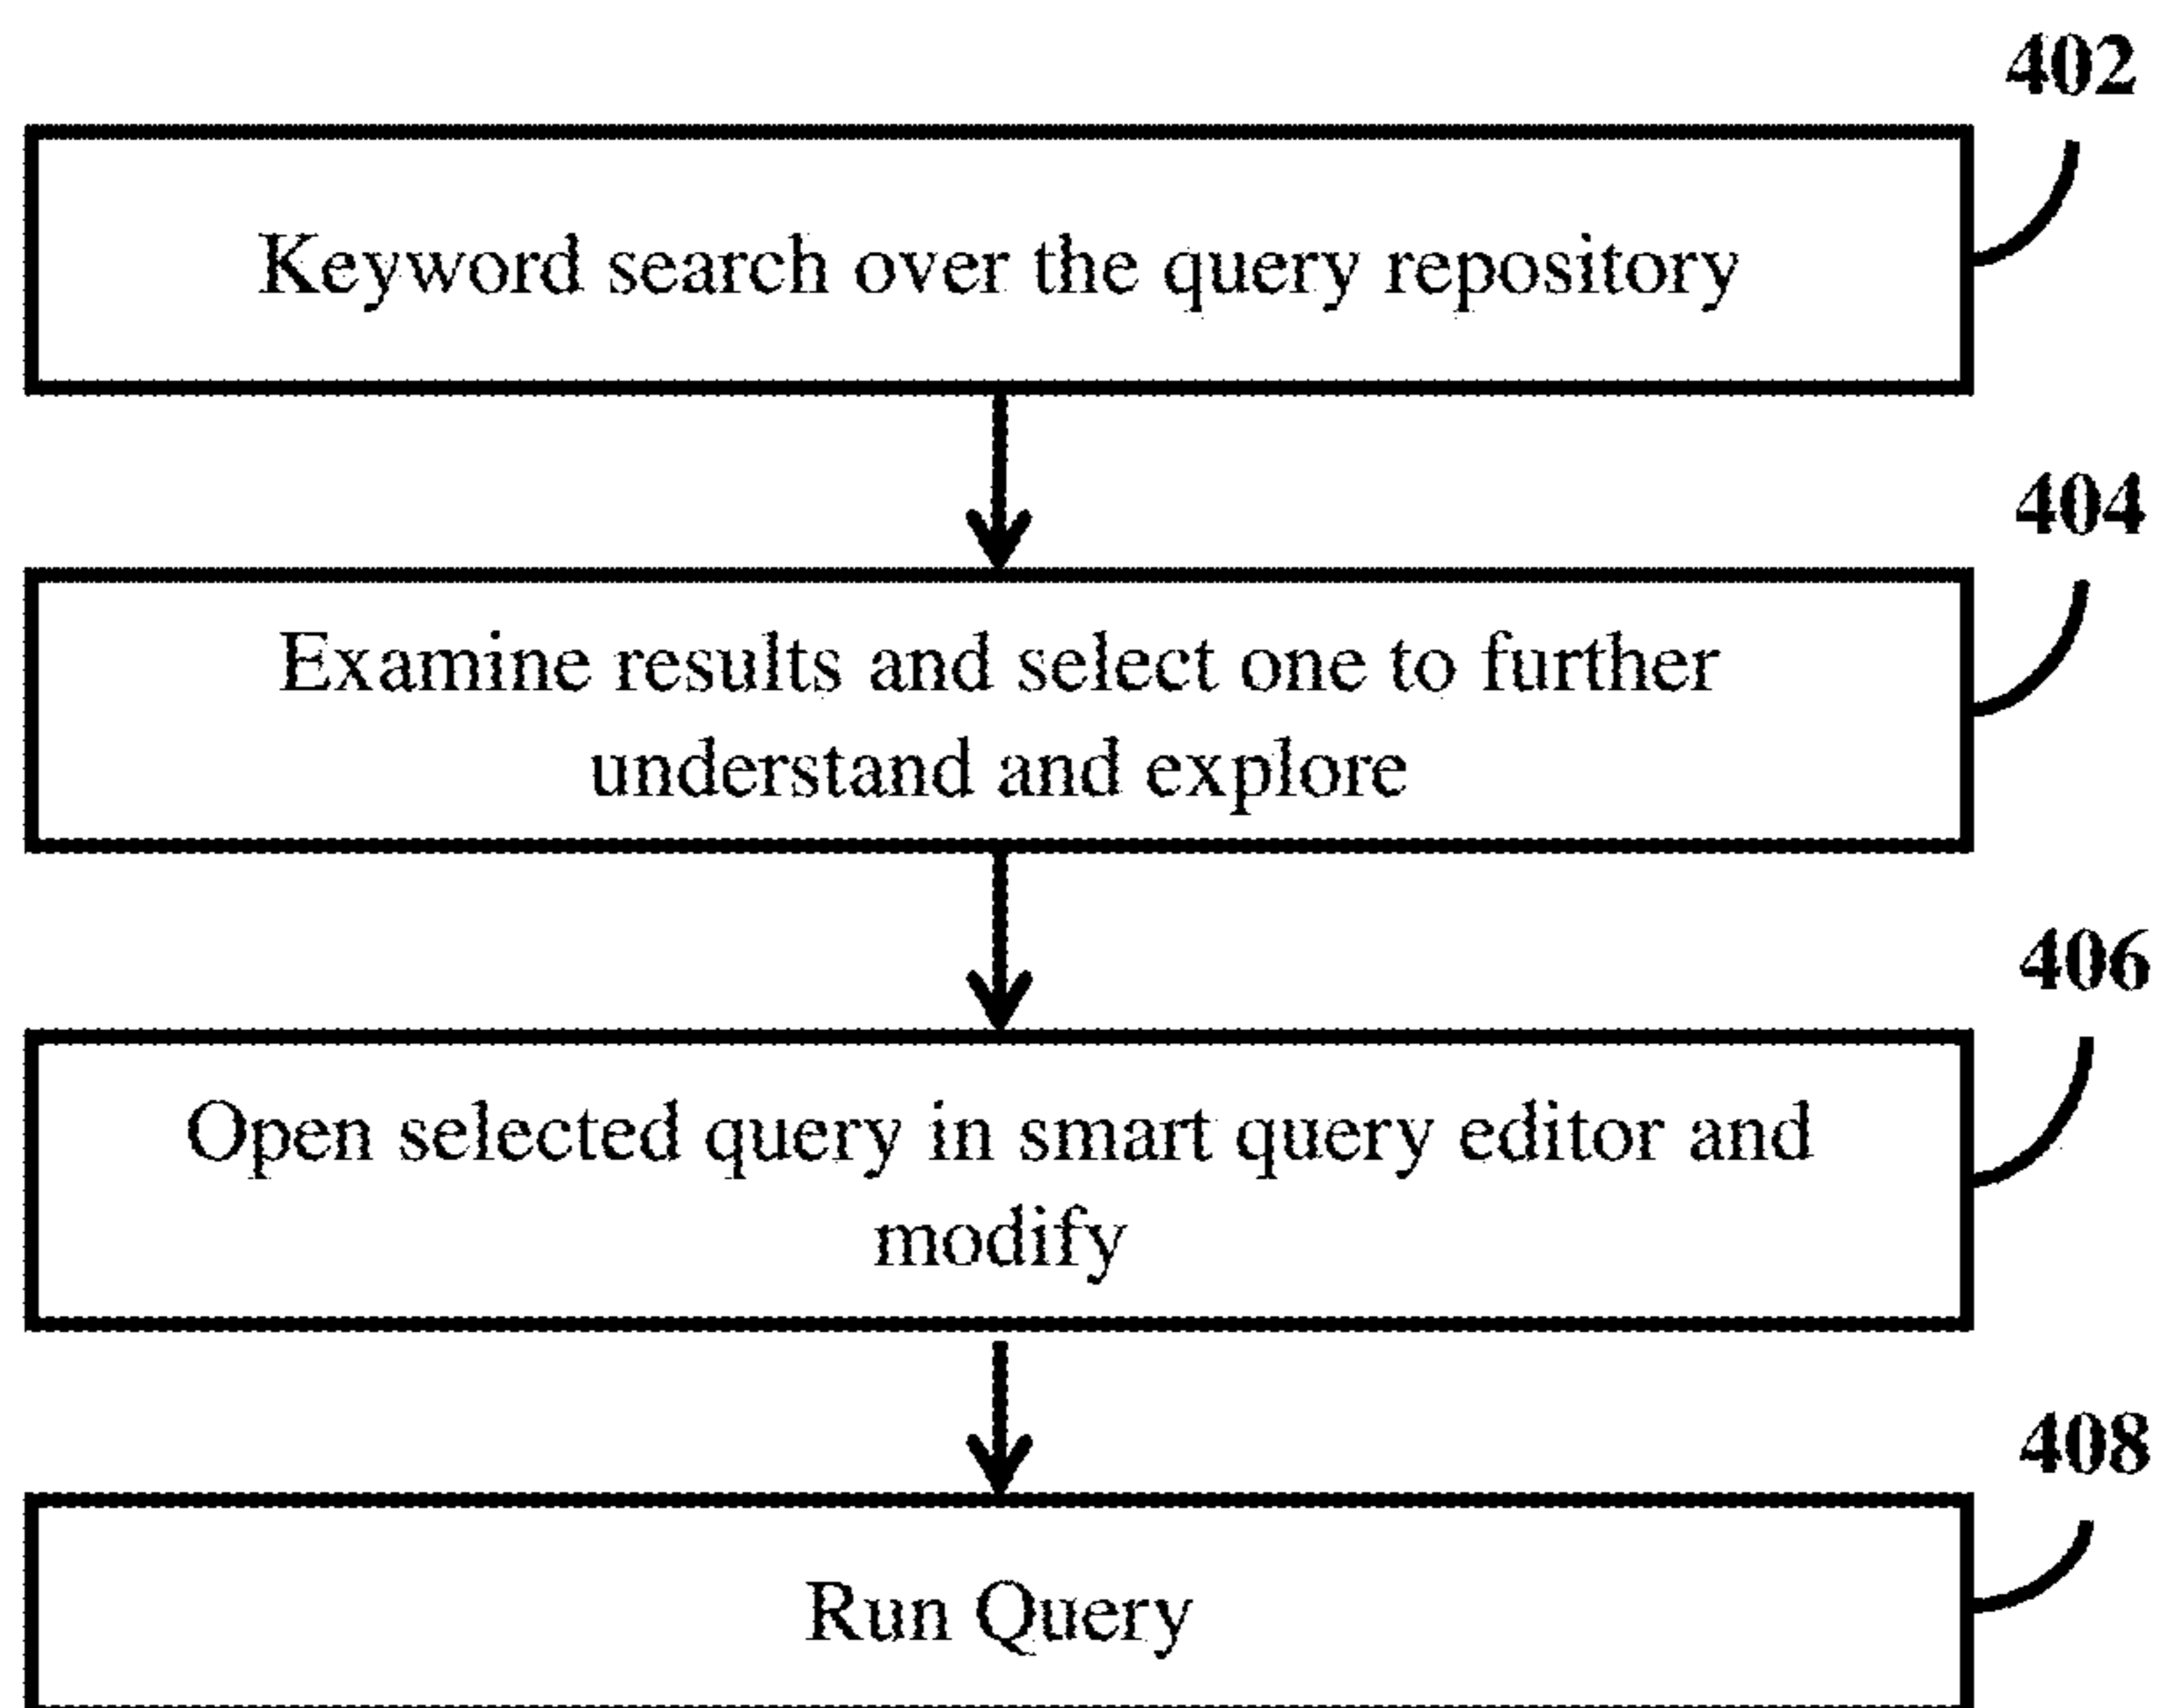 402
Keyword search over the query repository
404
Examine results and select one to further
understand and explore
406
Open selected query in smart query editor and
modify
408
Run Query